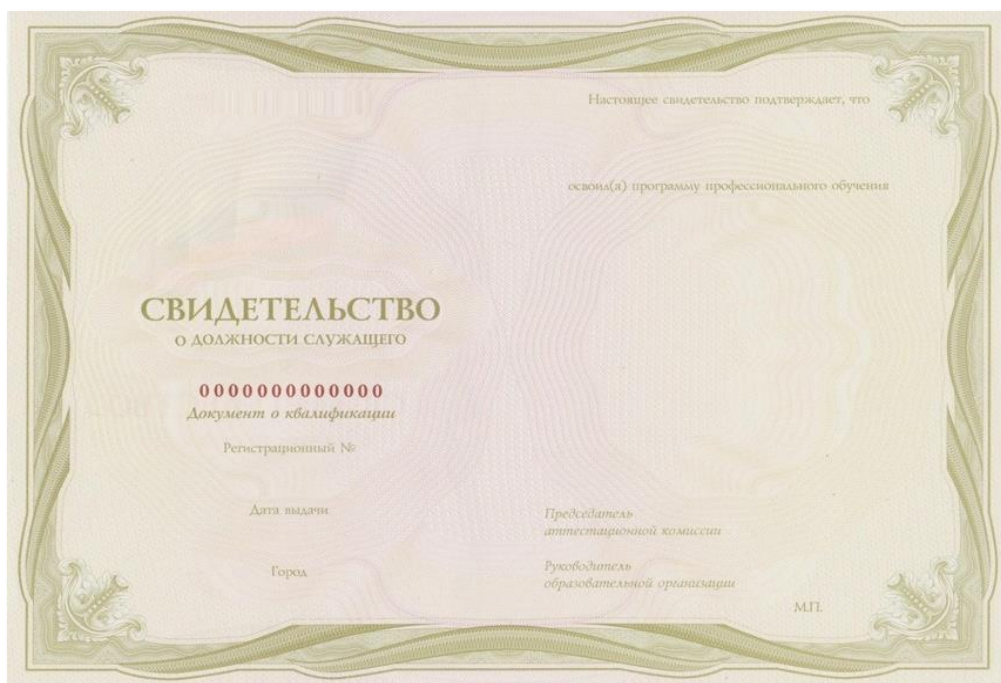 СВИДЕТЕЛЬСТВО
О ДОЛЖНОСТИ СЛУЖАЩЕГО
0000000000000
Документ о квалификации
Регистрационный №
Дата выдачи
Город
Настоящее свидетельство подтверждает, что
освоил(а) программу профессионального обучения
Председатель
аттестационной комиссии
Руководитель
образовательной организации
М.П.